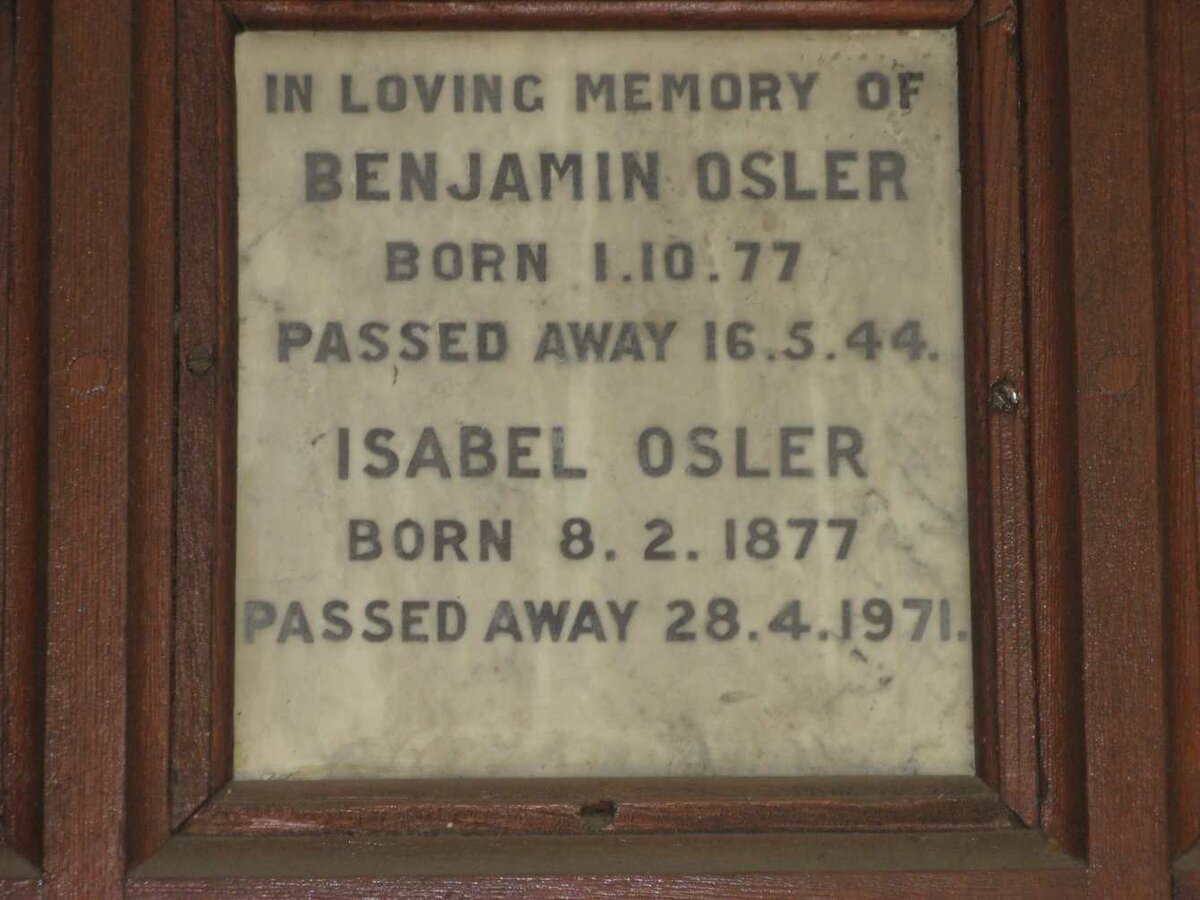 IN LOVING MEMORY OF
BENJAMIN OSLER
BORN 1.10.77
PASSED AWAY 16.5.44.
ISABEL OSLER
BORN 8.2.1877
PASSED AWAY 28.4.1971.